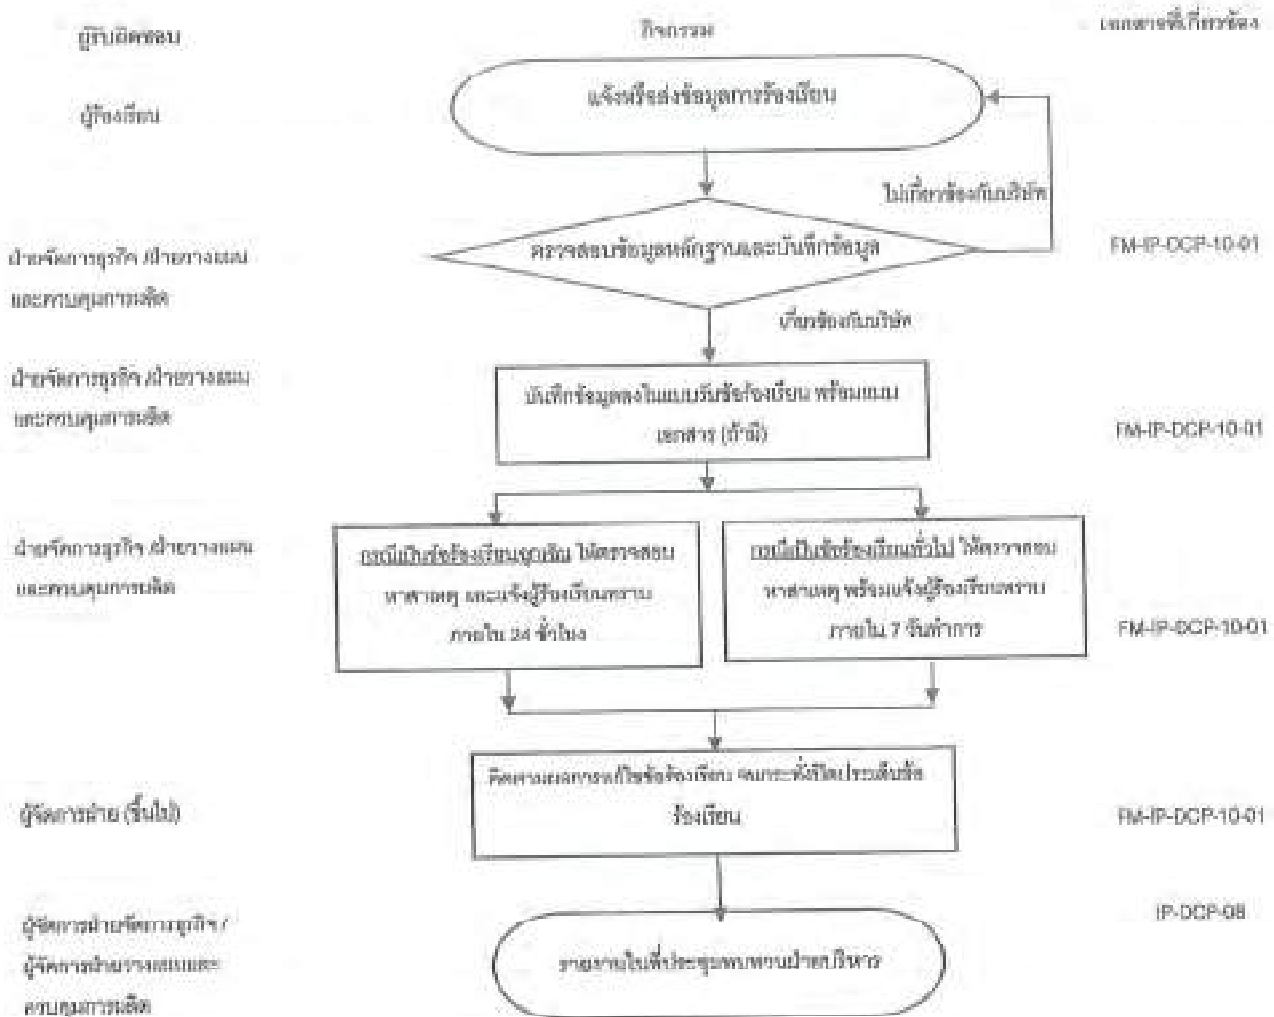 ผู้รับผิดชอบ
กิจกรรม
เอกสารที่เกี่ยวข้อง
ผู้ร้องเรียน
แจ้งหรือส่งข้อมูลการร้องเรียน
ไม่เกี่ยวข้องกับบริษัท
ฝ่ายจัดการธุรกิจ /ฝ่ายวางแผน
และควบคุมการผลิต
ตรวจสอบข้อมูลหลักฐานและบันทึกข้อมูล
FM-IP-DCP-10-01
เกี่ยวข้องกับบริษัท
ฝ่ายจัดการธุรกิจ /ฝ่ายวางแผน
และควบคุมการผลิต
บันทึกข้อมูลลงในแบบรับข้อร้องเรียน พร้อมแนบ
เอกสาร (ถ้ามี)
FM-IP-DCP-10-01
ฝ่ายจัดการธุรกิจ /ฝ่ายวางแผน
และควบคุมการผลิต
กรณีเป็นข้อร้องเรียนฉุกเฉิน ให้ตรวจสอบ
หาสาเหตุ และแจ้งผู้ร้องเรียนทราบ
ภายใน 24 ชั่วโมง
กรณีเป็นข้อร้องเรียนทั่วไป ให้ตรวจสอบ
หาสาเหตุ พร้อมแจ้งผู้ร้องเรียนทราบ
ภายใน 7 วันทำการ
FM-IP-DCP-10-01
ผู้จัดการฝ่าย (ขึ้นไป)
ติดตามผลการแก้ไขข้อร้องเรียน จนกระทั่งปิดประเด็นข้อ
ร้องเรียน
FM-IP-DCP-10-01
ผู้จัดการฝ่ายจัดการธุรกิจ /
ผู้จัดการฝ่ายวางแผนและ
ควบคุมการผลิต
รายงานในที่ประชุมทบทวนฝ่ายบริหาร
IP-DCP-08